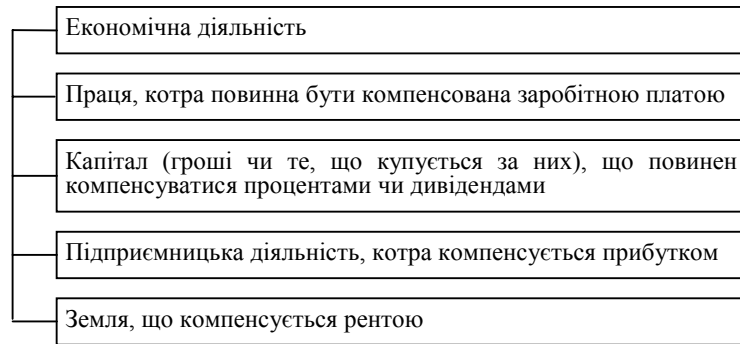 Економічна діяльність
Праця, котра повинна бути компенсована заробітною платою
Капітал (гроші чи те, що купується за них), що повинен
компенсуватися процентами чи дивідендами
Підприємницька діяльність, котра компенсується прибутком
Земля, що компенсується рентою